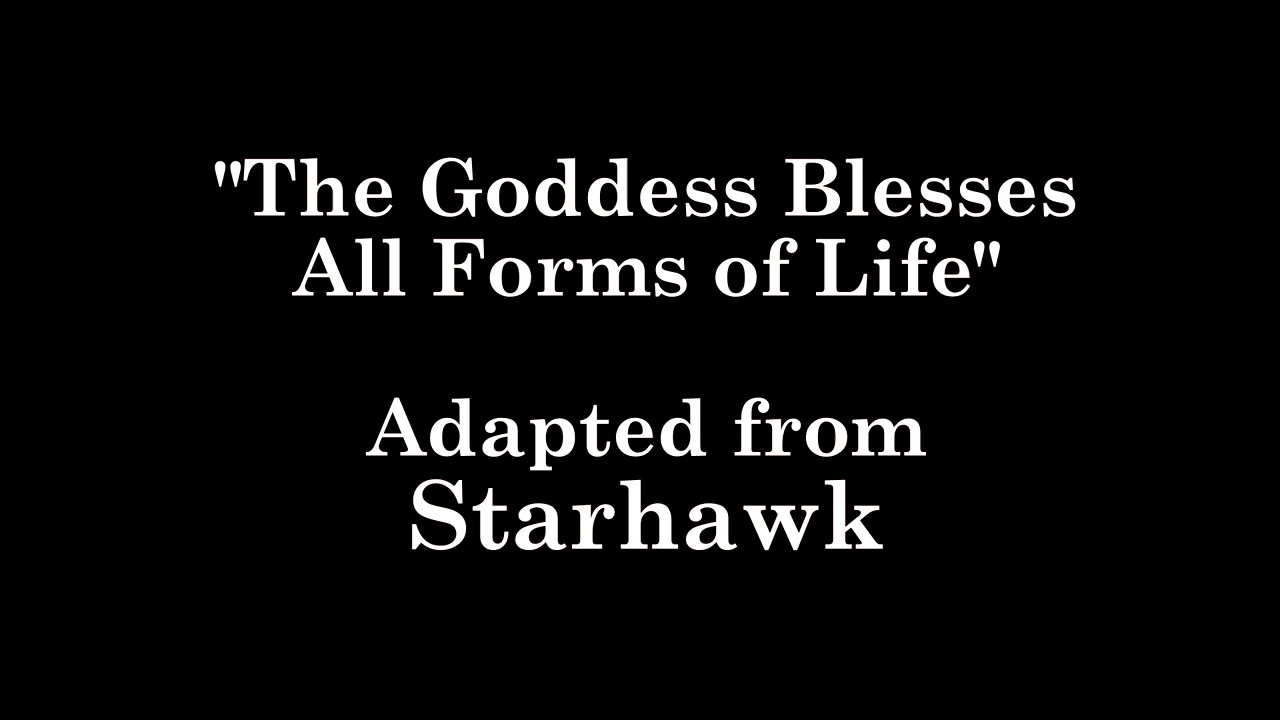 "The Goddess Blesses
All Forms of Life"
Adapted from
Starhawk